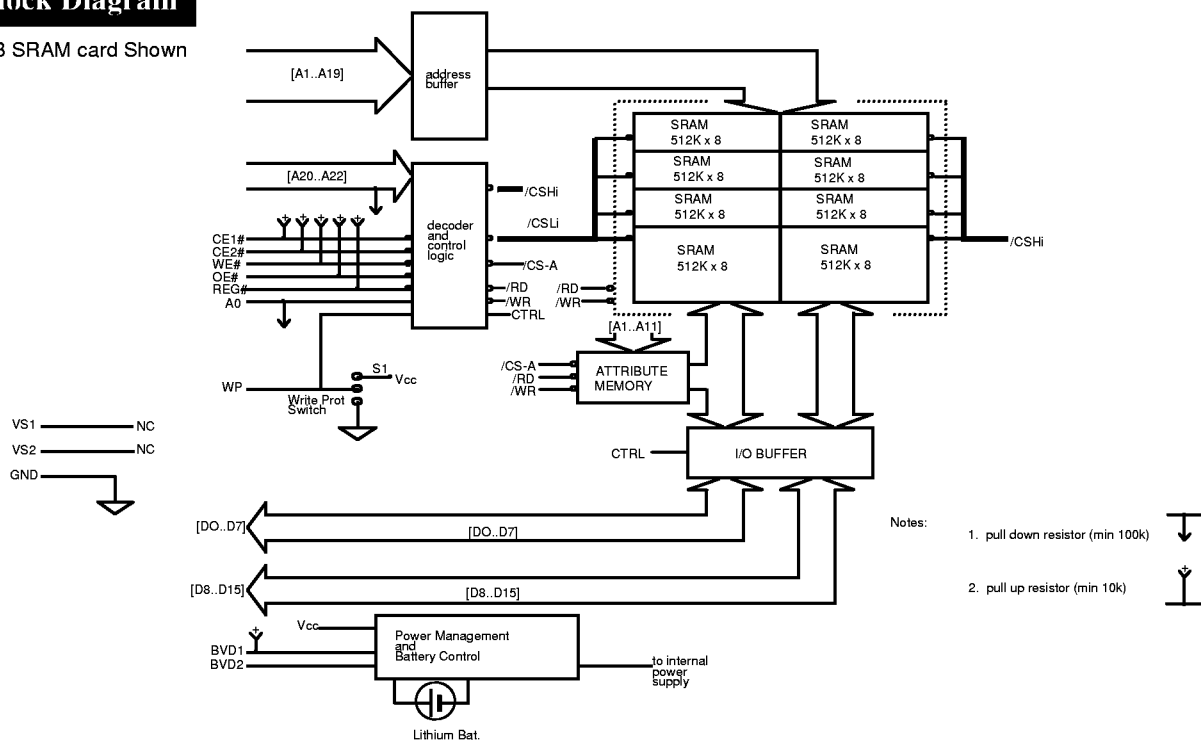 Block Diagram
SRAM card Shown
[A1..A19]
address
buffer
SRAM
512K x 8
SRAM
512K x 8
SRAM
512K x 8
SRAM
512K x 8
SRAM
512K x 8
SRAM
512K x 8
SRAM
512K x 8
SRAM
512K x 8
[A20..A22]
/CSHi
/CSLi
decoder
and
control
logic
CE1#
CE2#
WE#
OE#
REG#
A0
/CS-A
/RD
/WR
CTRL
/RD
/WR
/CSHi
[A1..A11]
/CS-A
/RD
/WR
ATTRIBUTE
MEMORY
WP
S1
Vcc
Write Prot
Switch
VS1
NC
VS2
NC
GND
CTRL
I/O BUFFER
[DO..D7]
[DO..D7]
[D8..D15]
[D8..D15]
Notes:
1. pull down resistor (min 100k)
2. pull up resistor (min 10k)
Vcc
BVD1
BVD2
Power Management
and
Battery Control
to internal
power
supply
Lithium Bat.